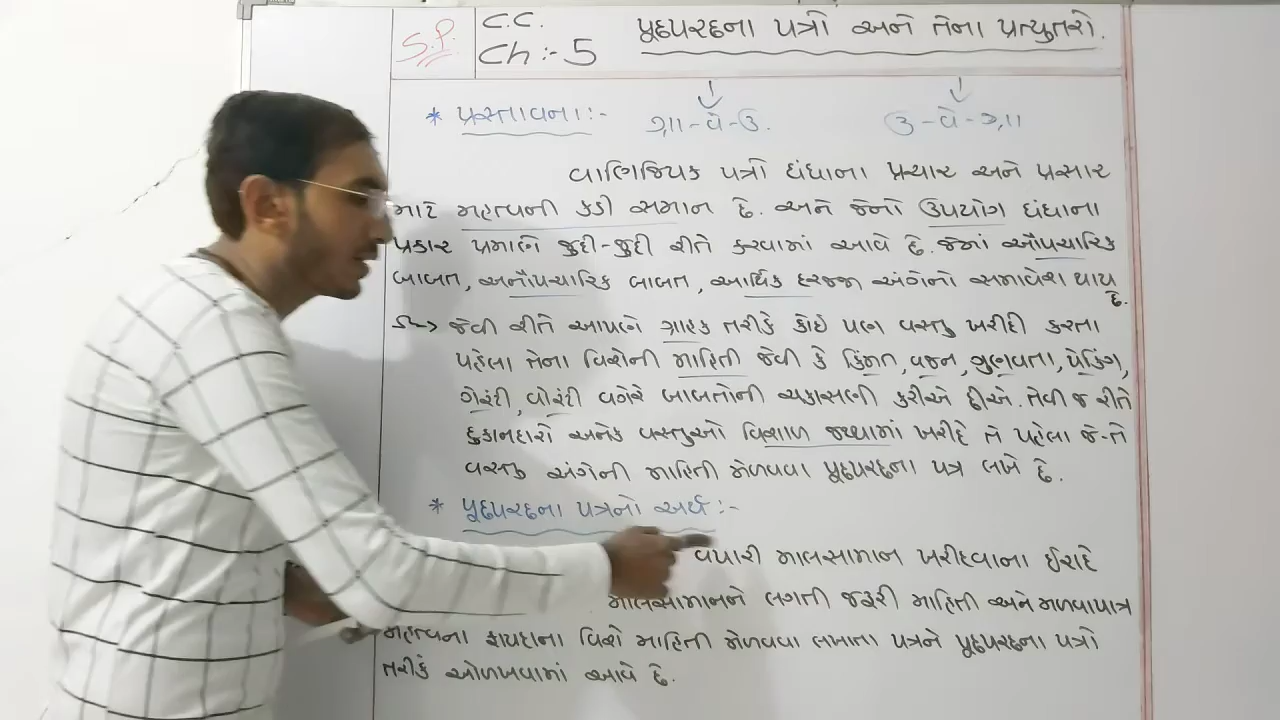 S.P.
C.C.
Ch:-5
પૂછપરછના પત્રો અને તેના પ્રત્યુતરો.
* પ્રસ્તાવના:-
ગ્રા-વે-ઉ.
ઉ-વે-ગ્રા
વાણિજ્યિક પત્રો ધંધાના પ્રચાર અને પ્રસાર
માટે મહત્વની કડી સમાન છે. અને જેનો ઉપયોગ ધંધાના
પ્રકાર પ્રમાણે જુદી-જુદી રીતે કરવામાં આવે છે. જેમાં ઔપચારિક
બાબત, અનૌપચારિક બાબત, આર્થિક દરજ્જા અંગેનો સમાવેશ થાય
છે.
જેવી રીતે આપણે ગ્રાહક તરીકે કોઇ પણ વસ્તુ ખરીદી કરતા
પહેલા તેના વિશેની માહિતી જેવી કે કિંમત, વજન, ગુણવતા, પેકિંગ,
ગેરંટી, વોરંટી વગેરે બાબતોની ચકાસણી કરીએ છીએ. તેવી જ રીતે
દુકાનદારો અનેક વસ્તુઓ વિશાળ જથ્થામાં ખરીદે તે પહેલા જે-તે
વસ્તુ અંગેની માહિતી મેળવવા પૂછપરછના પત્ર લખે છે.
* પૂછપરછના પત્રનો અર્થ:-
વેપારી માલસામાન ખરીદવાના ઈરાદે
માલસામાનને લગતી જરૂરી માહિતી અને મળવાપાત્ર
મહત્વના ફાયદાના વિશે માહિતી મેળવવા લખાતા પત્રને પૂછપરછના પત્રો
તરીકે ઓળખવામાં આવે છે.